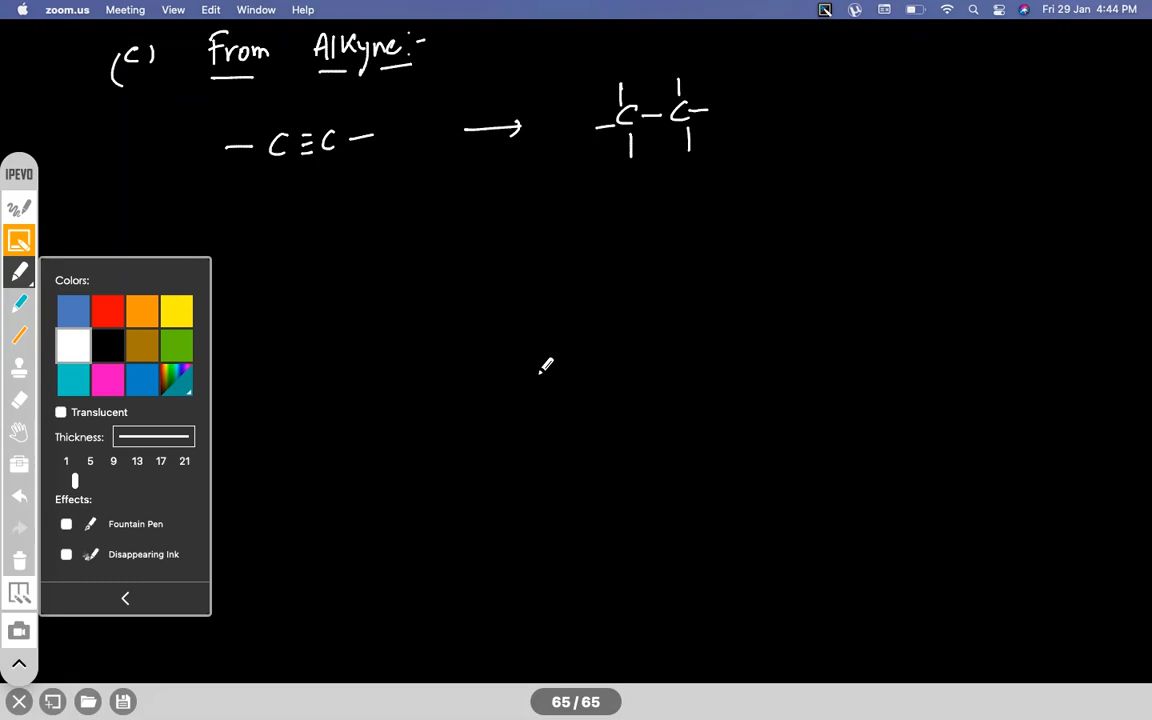 zoom.us Meeting View Edit Window Help Fri 29 Jan 4:44 PM
(C) From Alkyne:-
— C ≡ C — ⟶ — C — C —
IPEVO
Colors:
Translucent
Thickness:
1 5 9 13 17 21
Effects:
Fountain Pen
Disappearing Ink
65 / 65